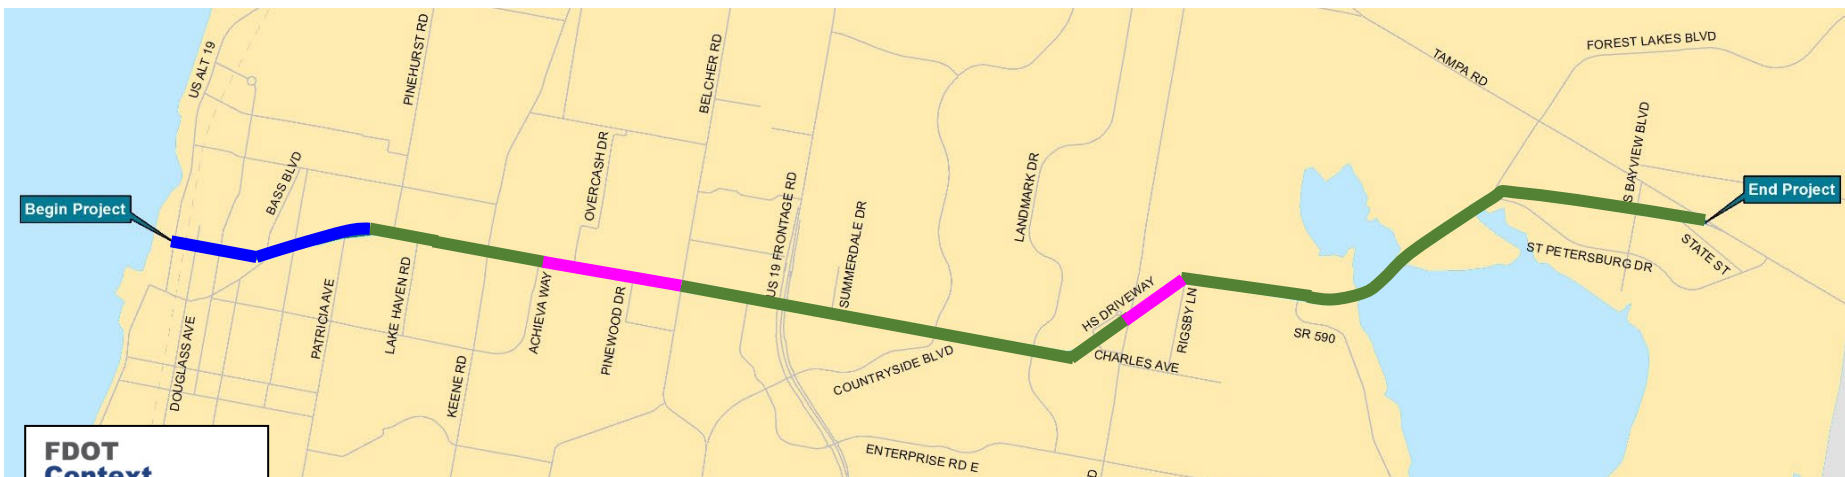 US ALT 19
PINEHURST RD
BELCHER RD
TAMPA RD
FOREST LAKES BLVD
BASS BLVD
OVERCASH DR
US 19 FRONTAGE RD
SUMMERDALE DR
LANDMARK DR
S BAYVIEW BLVD
Begin Project
End Project
ST PETERSBURG DR
STATE ST
HS DRIVEWAY
RIGSBY LN
SR 590
CHARLES AVE
COUNTRYSIDE BLVD
DOUGLASS AVE
PATRICIA AVE
LAKE HAVEN RD
KEENE RD
ACHIEVA WAY
PINEWOOD DR
ENTERPRISE RD E
D
FDOT
Context